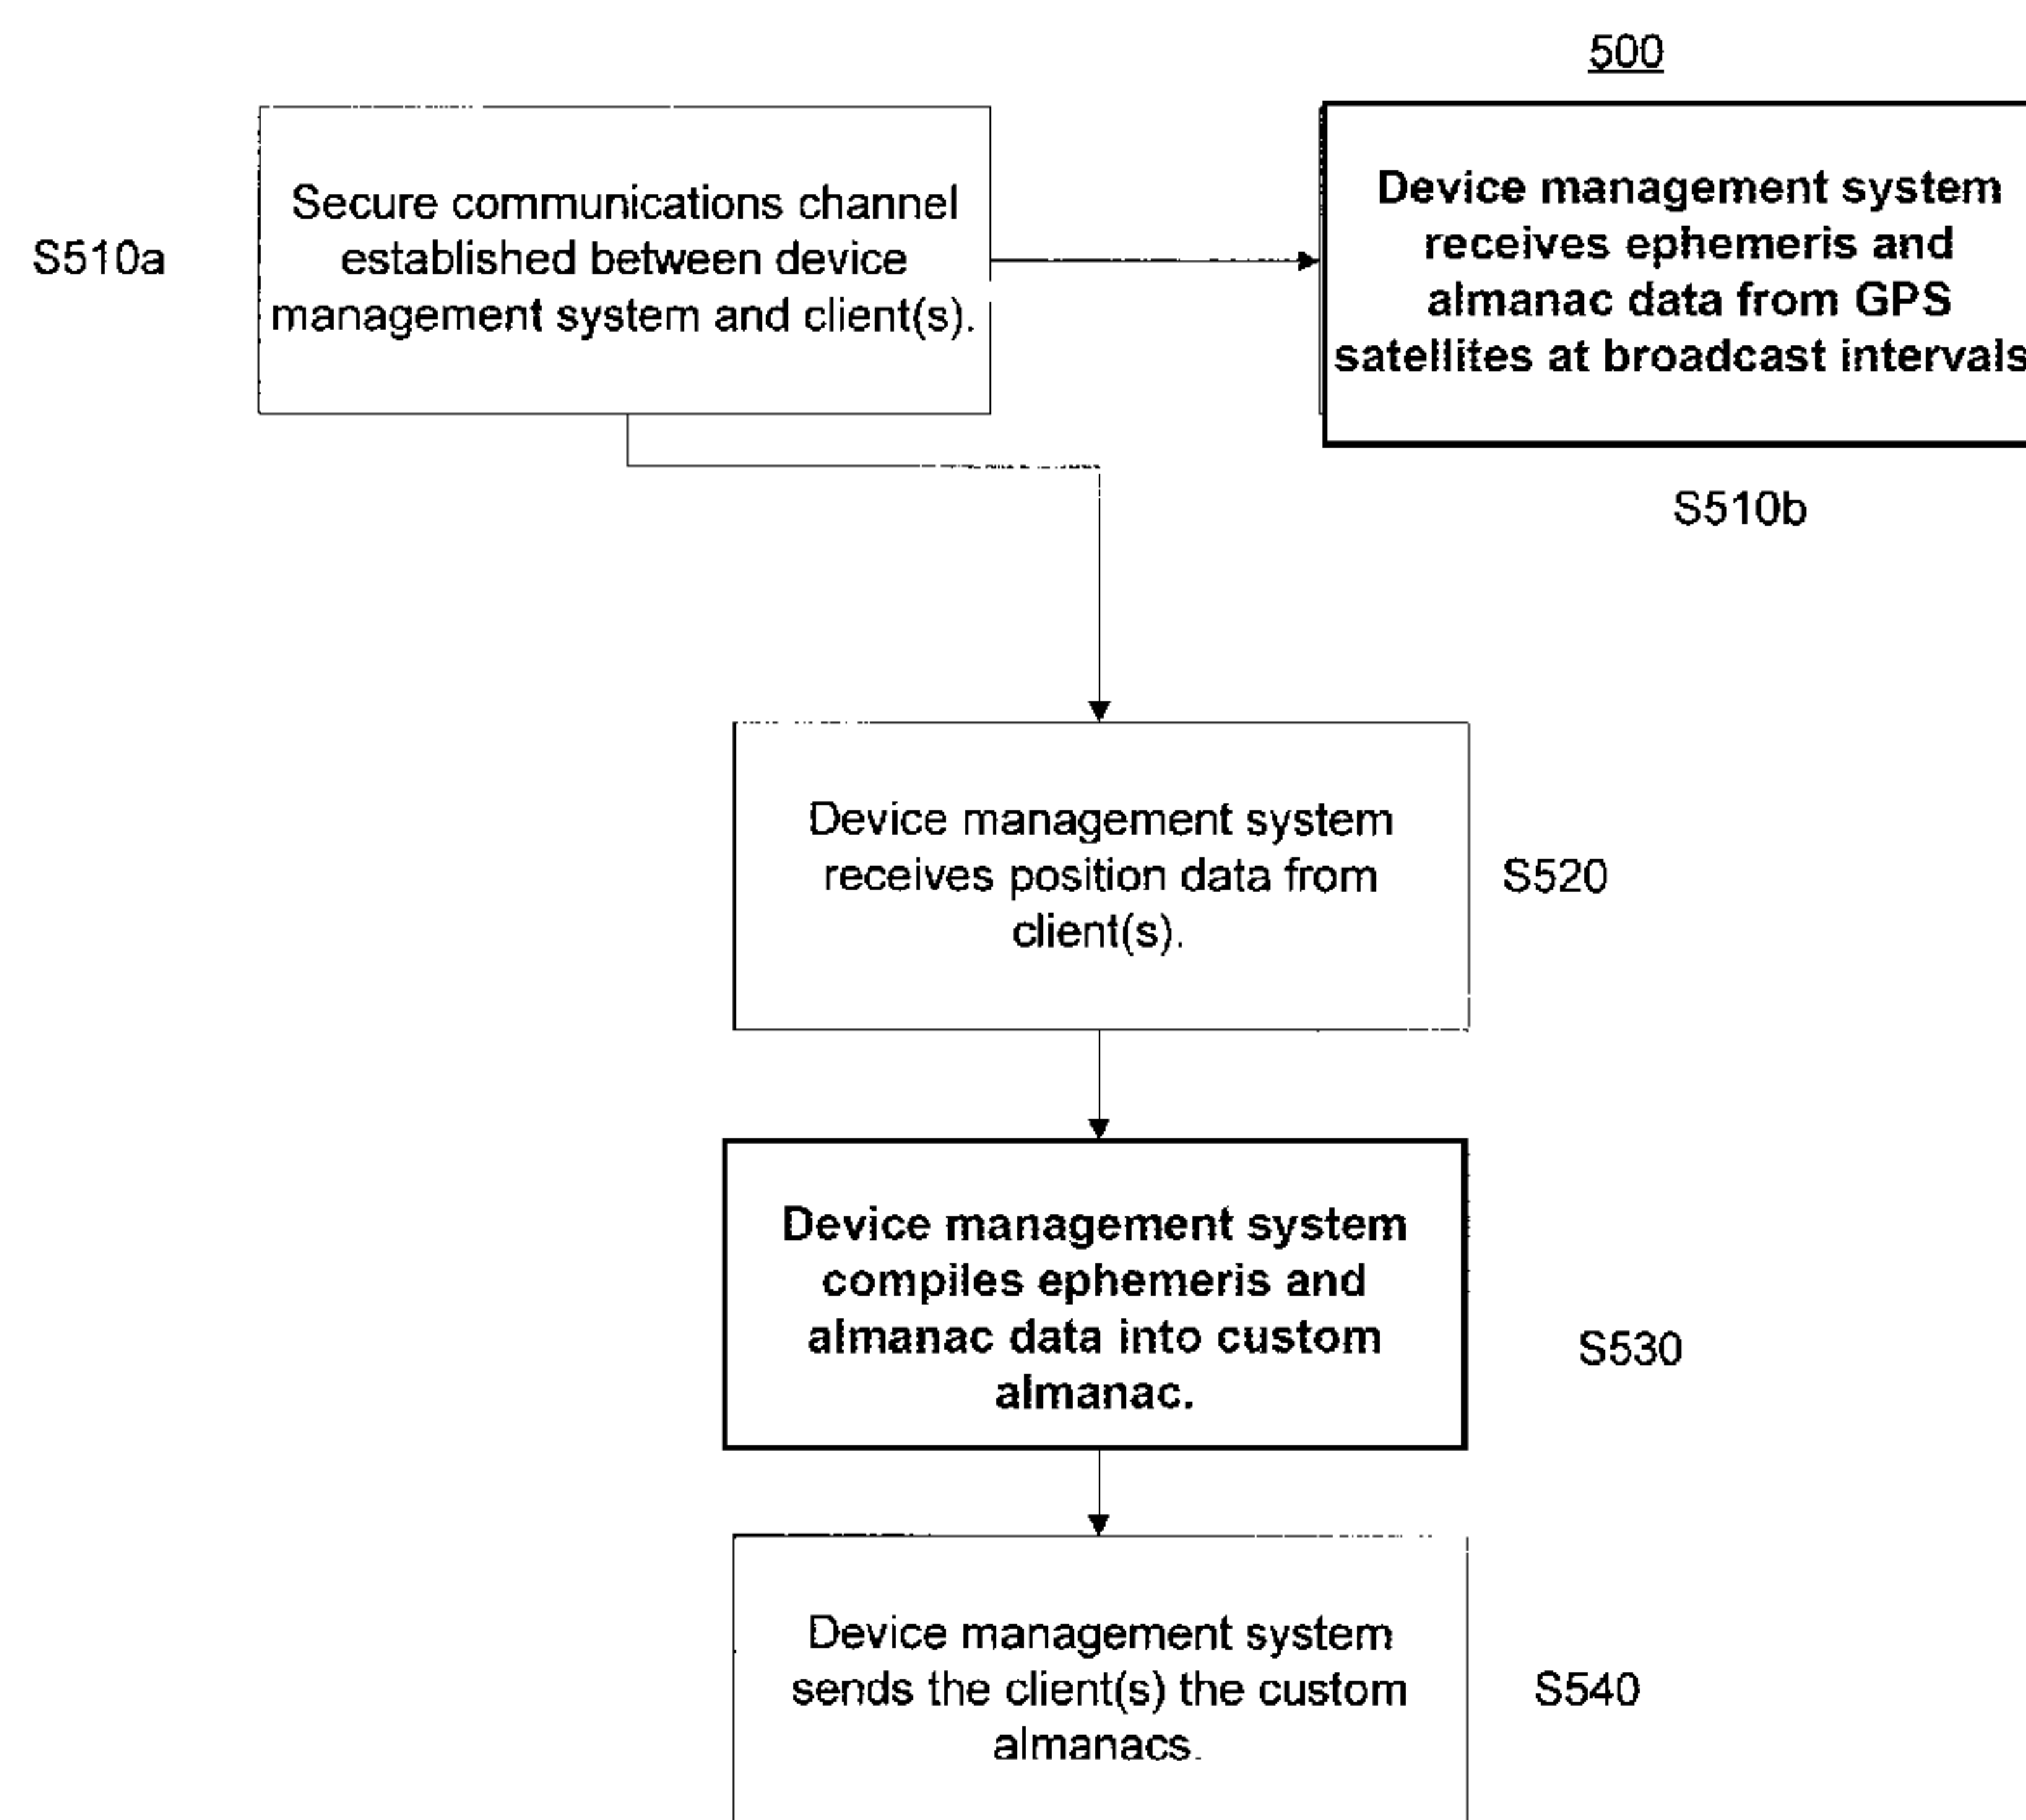 500
S510a
Secure communications channel
established between device
management system and client(s).
Device management system
receives ephemeris and
almanac data from GPS
satellites at broadcast intervals
S510b
Device management system
receives position data from
client(s).
S520
Device management system
compiles ephemeris and
almanac data into custom
almanac.
S530
Device management system
sends the client(s) the custom
almanacs.
S540